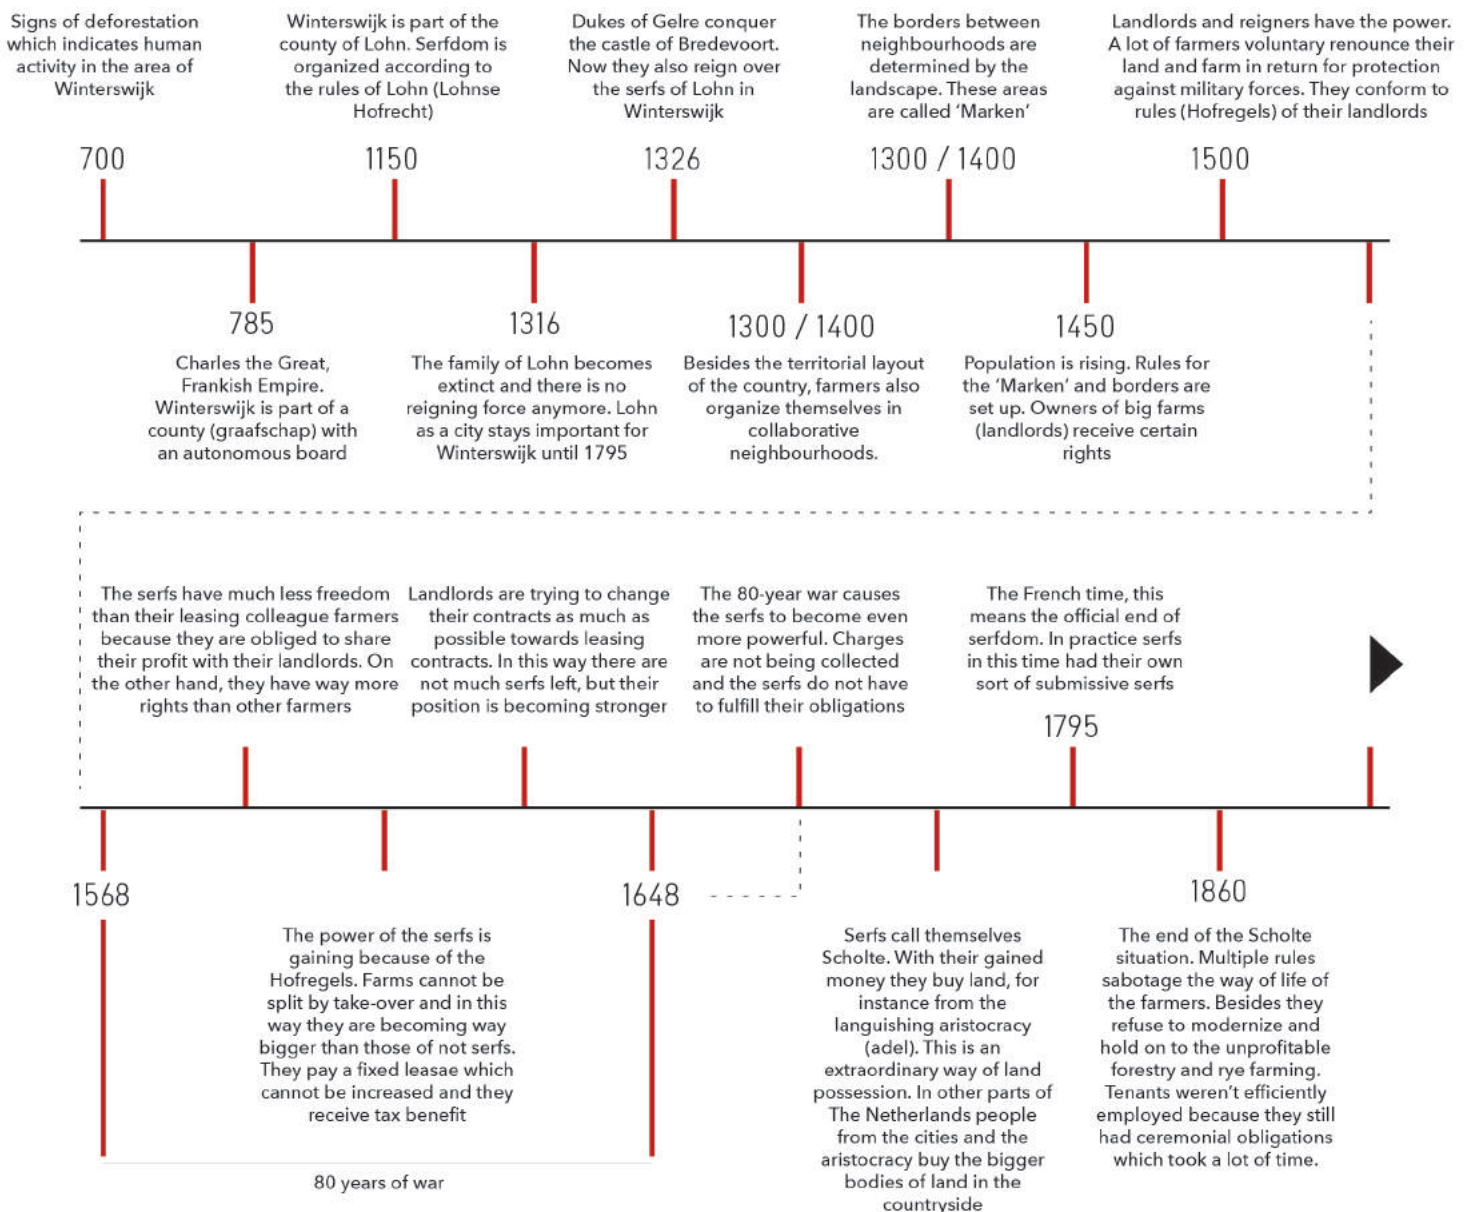 Signs of deforestation
which indicates human
activity in the area of
Winterswijk
700
Winterswijk is part of the
county of Lohn. Serfdom is
organized according to
the rules of Lohn (Lohnse
Hofrecht)
1150
Dukes of Gelre conquer
the castle of Bredevoort.
Now they also reign over
the serfs of Lohn in
Winterswijk
1326
The borders between
neighbourhoods are
determined by the
landscape. These areas
are called ‘Marken’
1300 / 1400
Landlords and reigners have the power.
A lot of farmers voluntary renounce their
land and farm in return for protection
against military forces. They conform to
rules (Hofregels) of their landlords
1500
785
Charles the Great,
Frankish Empire.
Winterswijk is part of a
county (graafschap) with
an autonomous board
1316
The family of Lohn becomes
extinct and there is no
reigning force anymore. Lohn
as a city stays important for
Winterswijk until 1795
1300 / 1400
Besides the territorial layout
of the country, farmers also
organize themselves in
collaborative
neighbourhoods.
1450
Population is rising. Rules for
the ‘Marken’ and borders are
set up. Owners of big farms
(landlords) receive certain
rights
The serfs have much less freedom
than their leasing colleague farmers
because they are obliged to share
their profit with their landlords. On
the other hand, they have way more
rights than other farmers
Landlords are trying to change
their contracts as much as
possible towards leasing
contracts. In this way there are
not much serfs left, but their
position is becoming stronger
The 80-year war causes
the serfs to become even
more powerful. Charges
are not being collected
and the serfs do not have
to fulfill their obligations
The French time, this
means the official end of
serfdom. In practice serfs
in this time had their own
sort of submissive serfs
1795
1568
The power of the serfs is
gaining because of the
Hofregels. Farms cannot be
split by take-over and in this
way they are becoming way
bigger than those of not serfs.
They pay a fixed leasae which
cannot be increased and they
receive tax benefit
1648
80 years of war
Serfs call themselves
Scholte. With their gained
money they buy land, for
instance from the
languishing aristocracy
(adel). This is an
extraordinary way of land
possession. In other parts of
The Netherlands people
from the cities and the
aristocracy buy the bigger
bodies of land in the
countryside
1860
The end of the Scholte
situation. Multiple rules
sabotage the way of life of
the farmers. Besides they
refuse to modernize and
hold on to the unprofitable
forestry and rye farming.
Tenants weren’t efficiently
employed because they still
had ceremonial obligations
which took a lot of time.